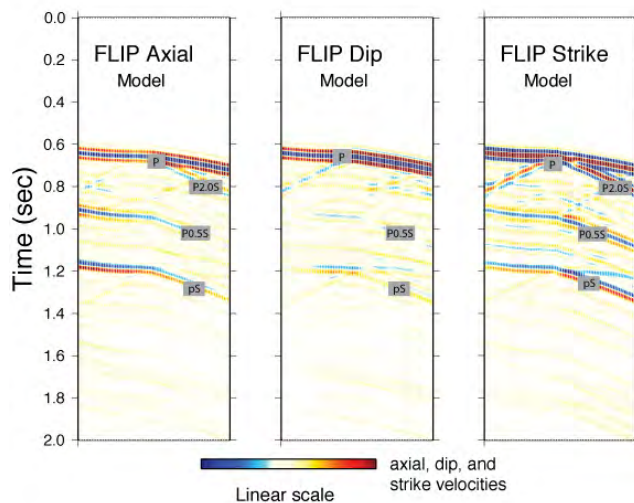 FLIP Axial
Model
FLIP Dip
Model
FLIP Strike
Model
Time (sec)
0.0
0.2
0.4
0.6
0.8
1.0
1.2
1.4
1.6
1.8
2.0
P
P2.0S
P0.5S
pS
P
P0.5S
pS
P
P2.0S
P0.5S
pS
axial, dip, and
strike velocities
Linear scale